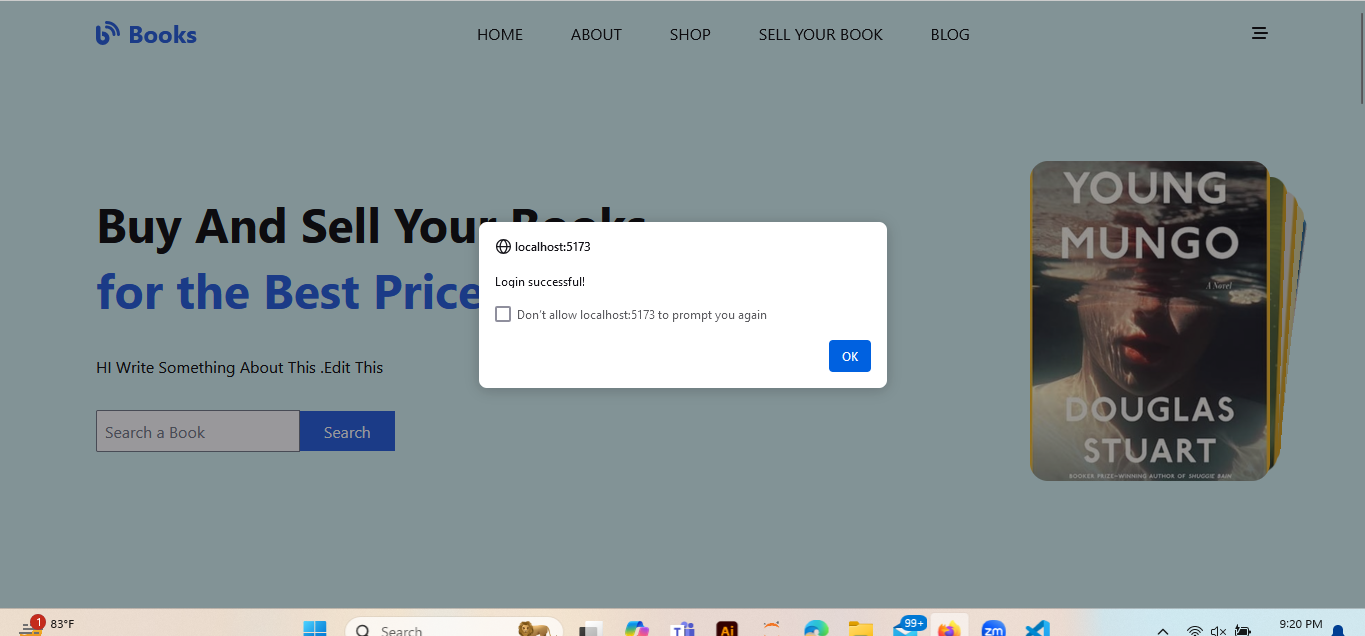 Books
HOME ABOUT SHOP SELL YOUR BOOK BLOG
Buy And Sell Your Books
for the Best Price
HI Write Something About This .Edit This
Search a Book
Search
localhost:5173
Login successful!
Don't allow localhost:5173 to prompt you again
OK
YOUNG
MUNGO
A Novel
DOUGLAS
STUART
BOOKER PRIZE–WINNING AUTHOR OF SHUGGIE BAIN
1
83°F
Search
Ai
99+
zm
9:20 PM